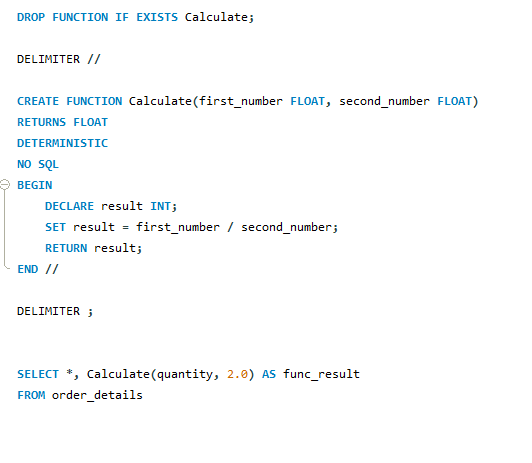 DROP FUNCTION IF EXISTS Calculate;
DELIMITER //
CREATE FUNCTION Calculate(first_number FLOAT, second_number FLOAT)
RETURNS FLOAT
DETERMINISTIC
NO SQL
BEGIN
    DECLARE result INT;
    SET result = first_number / second_number;
    RETURN result;
END //
DELIMITER ;
SELECT *, Calculate(quantity, 2.0) AS func_result
FROM order_details